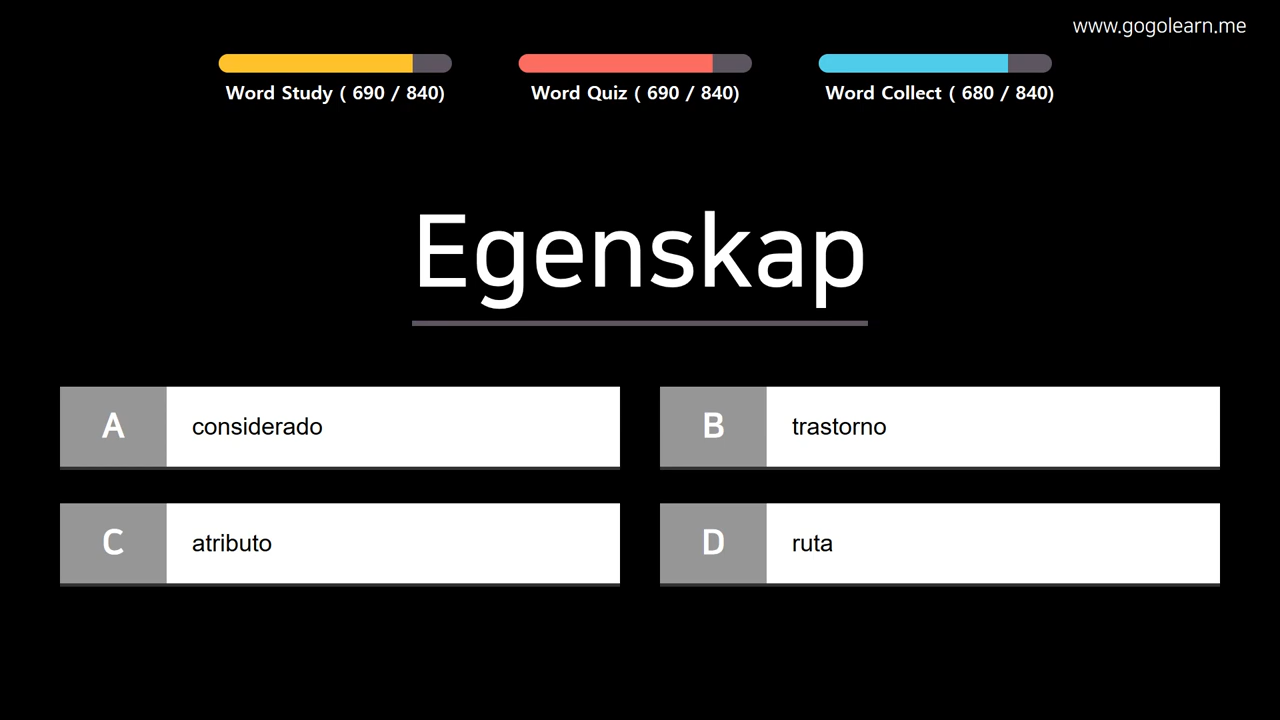 www.gogolearn.me
Word Study ( 690 / 840)
Word Quiz ( 690 / 840)
Word Collect ( 680 / 840)
Egenskap
A considerado
B trastorno
C atributo
D ruta